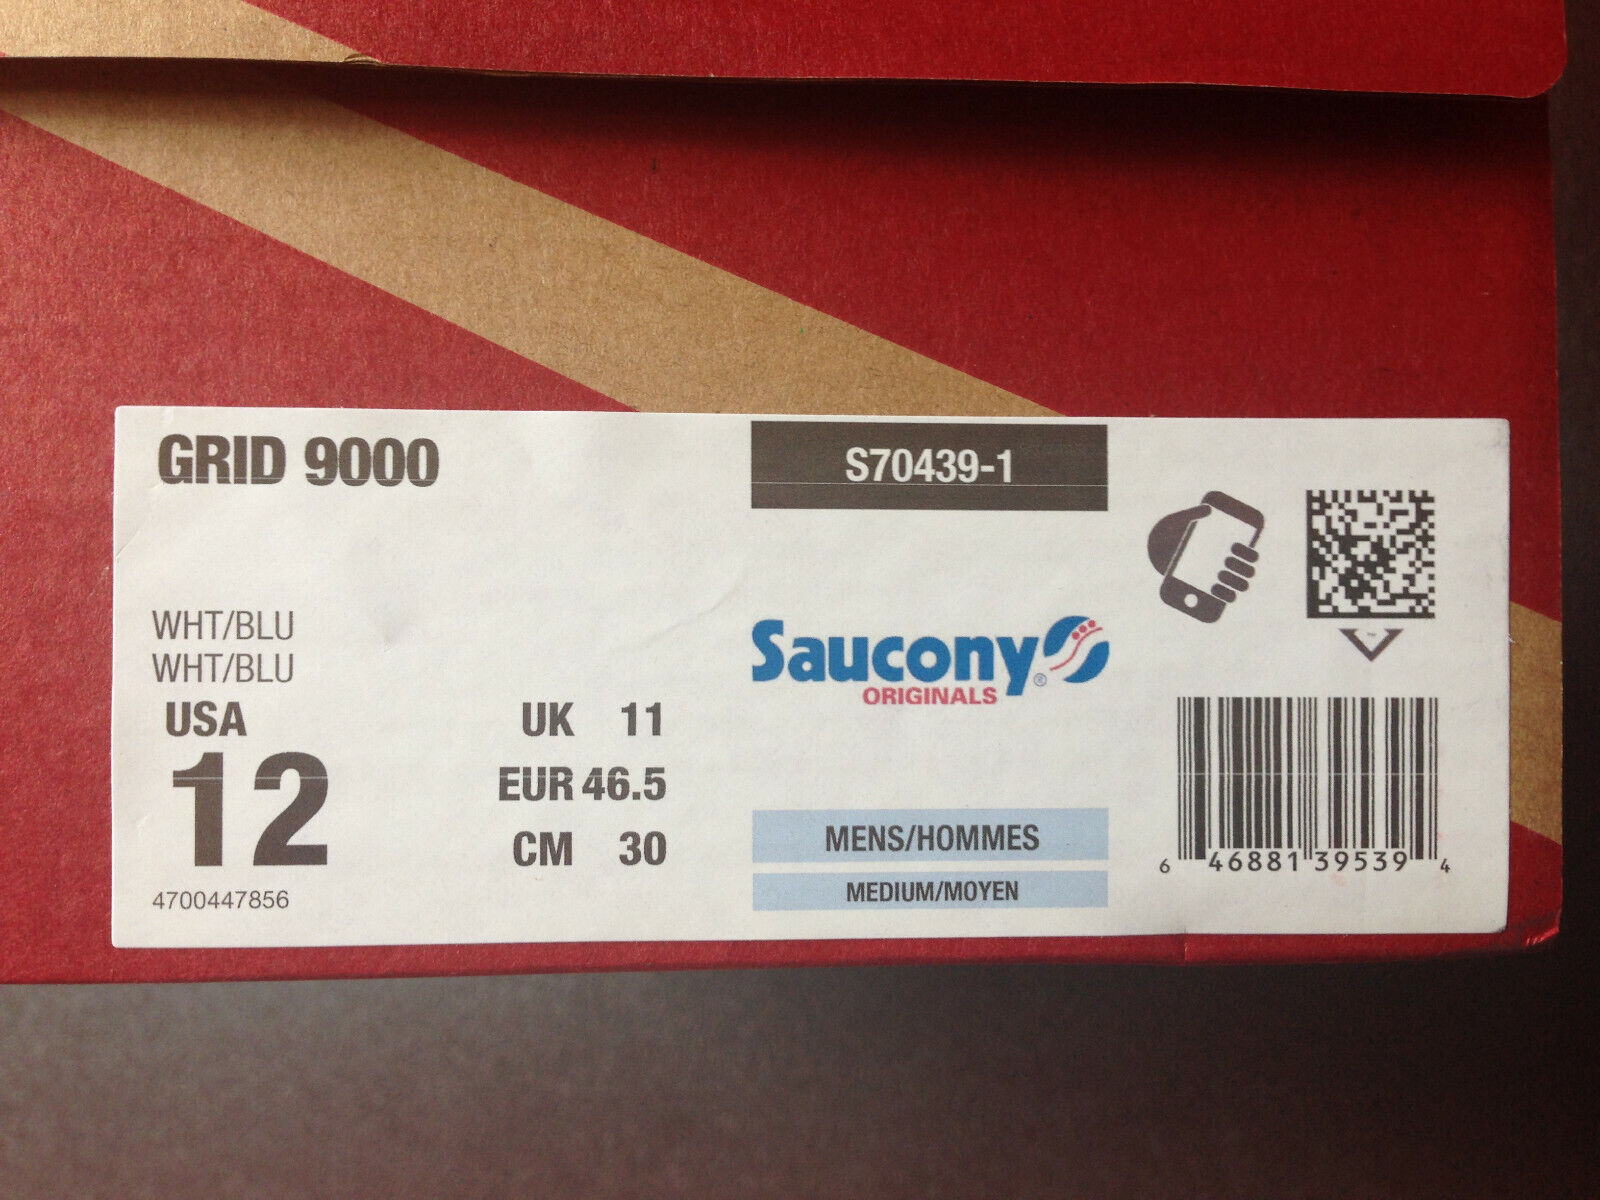 GRID 9000
S70439-1
WHT/BLU
WHT/BLU
Saucony®
ORIGINALS
USA
12
UK 11
EUR 46.5
CM 30
4700447856
MENS/HOMMES
MEDIUM/MOYEN
6 46881 39539 4